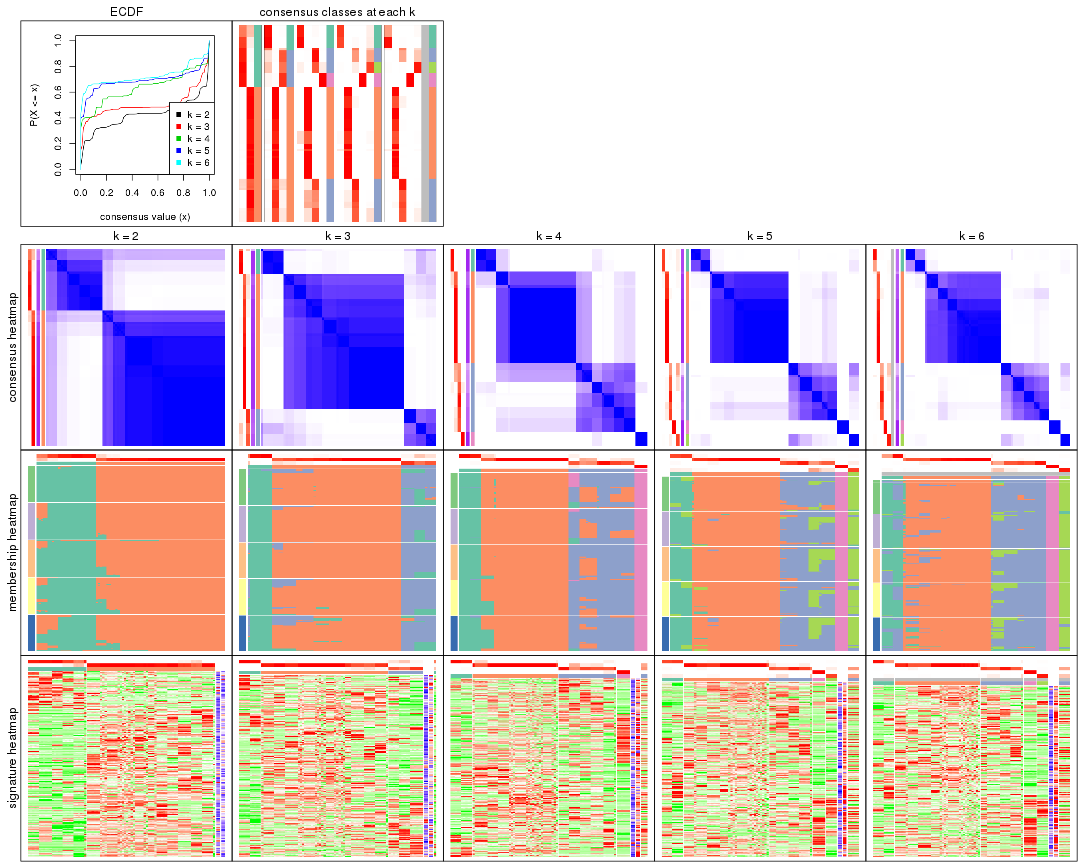 ECDF
consensus classes at each k
P(X <= x)
0.0 0.2 0.4 0.6 0.8 1.0
k = 2
k = 3
k = 4
k = 5
k = 6
0.0 0.2 0.4 0.6 0.8 1.0
consensus value (x)
k = 2
k = 3
k = 4
k = 5
k = 6
consensus heatmap
membership heatmap
signature heatmap